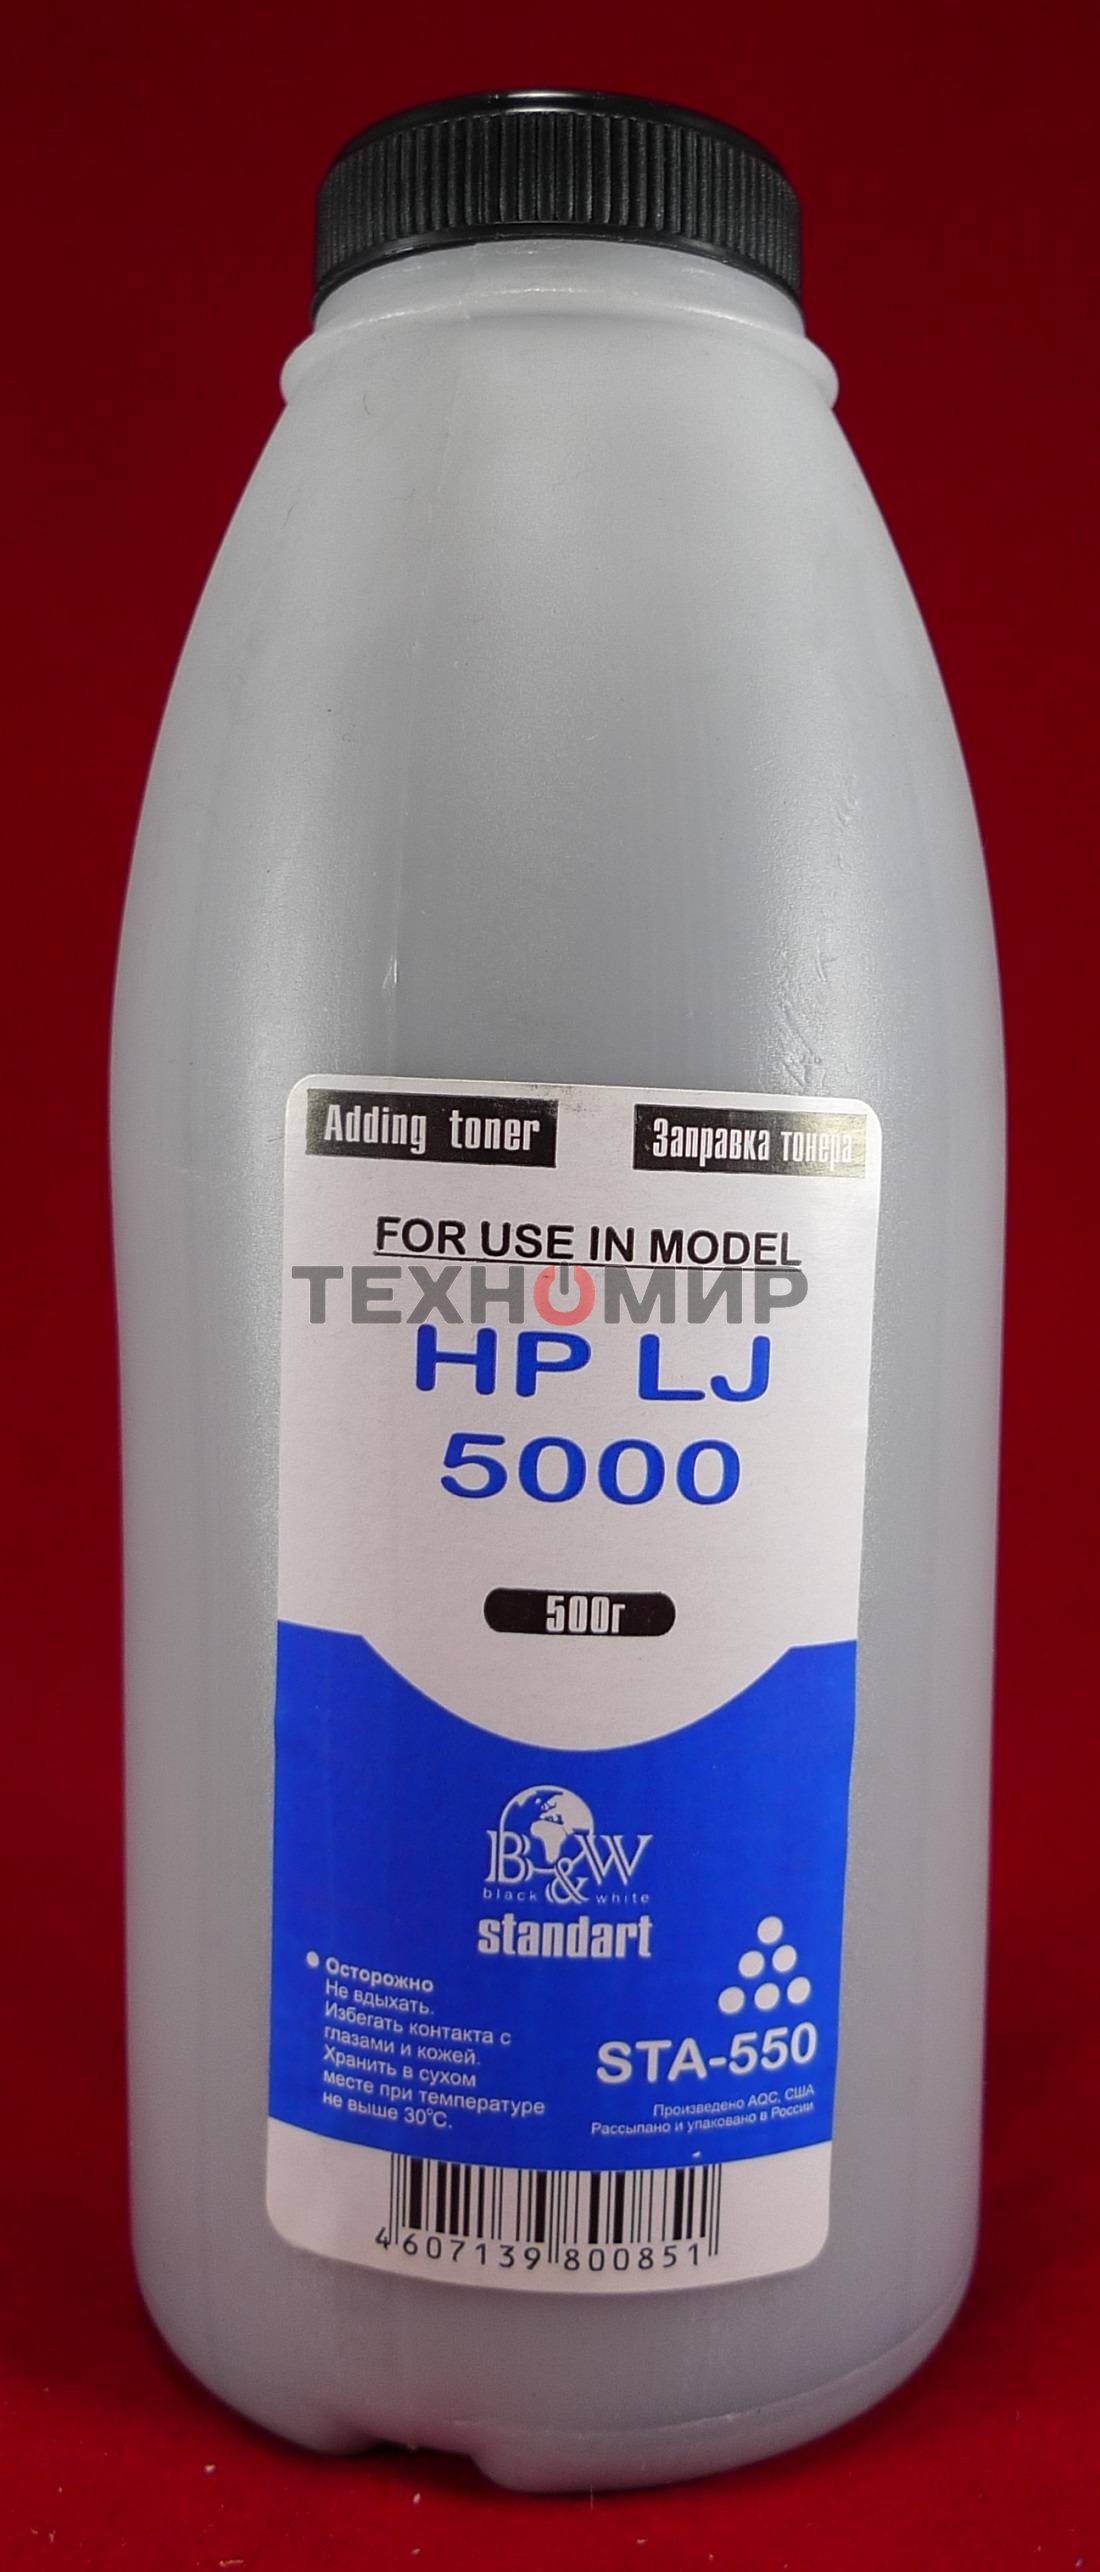 Adding toner
Заправка тонера
FOR USE IN MODEL
ТЕХНОМИР
HP LJ
5000
500г
B&W
black & white
standart
Осторожно
Не вдыхать.
Избегать контакта с
глазами и кожей.
Хранить в сухом
месте при температуре
не выше 30°С.
STA-550
Произведено AQC, США
Рассыпано и упаковано в России
4607139800851